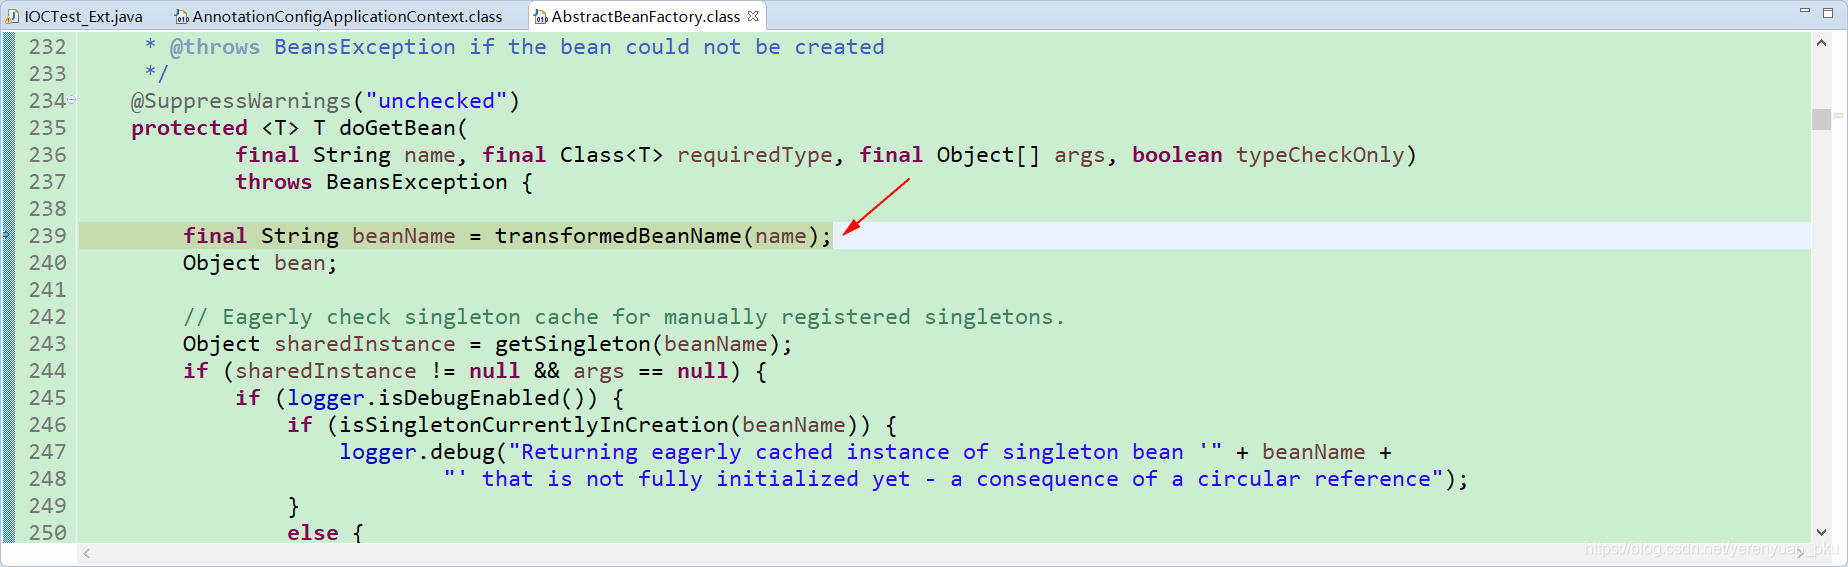 IOCTest_Ext.java AnnotationConfigApplicationContext.class AbstractBeanFactory.class
232 * @throws BeansException if the bean could not be created
233 */
234 @SuppressWarnings("unchecked")
235 protected <T> T doGetBean(
236 final String name, final Class<T> requiredType, final Object[] args, boolean typeCheckOnly)
237 throws BeansException {
238
239 final String beanName = transformedBeanName(name);
240 Object bean;
241
242 // Eagerly check singleton cache for manually registered singletons.
243 Object sharedInstance = getSingleton(beanName);
244 if (sharedInstance != null && args == null) {
245 if (logger.isDebugEnabled()) {
246 if (isSingletonCurrentlyInCreation(beanName)) {
247 logger.debug("Returning eagerly cached instance of singleton bean '" + beanName +
248 "' that is not fully initialized yet - a consequence of a circular reference");
249 }
250 else {
https://blog.csdn.net/yerenyuan_pku